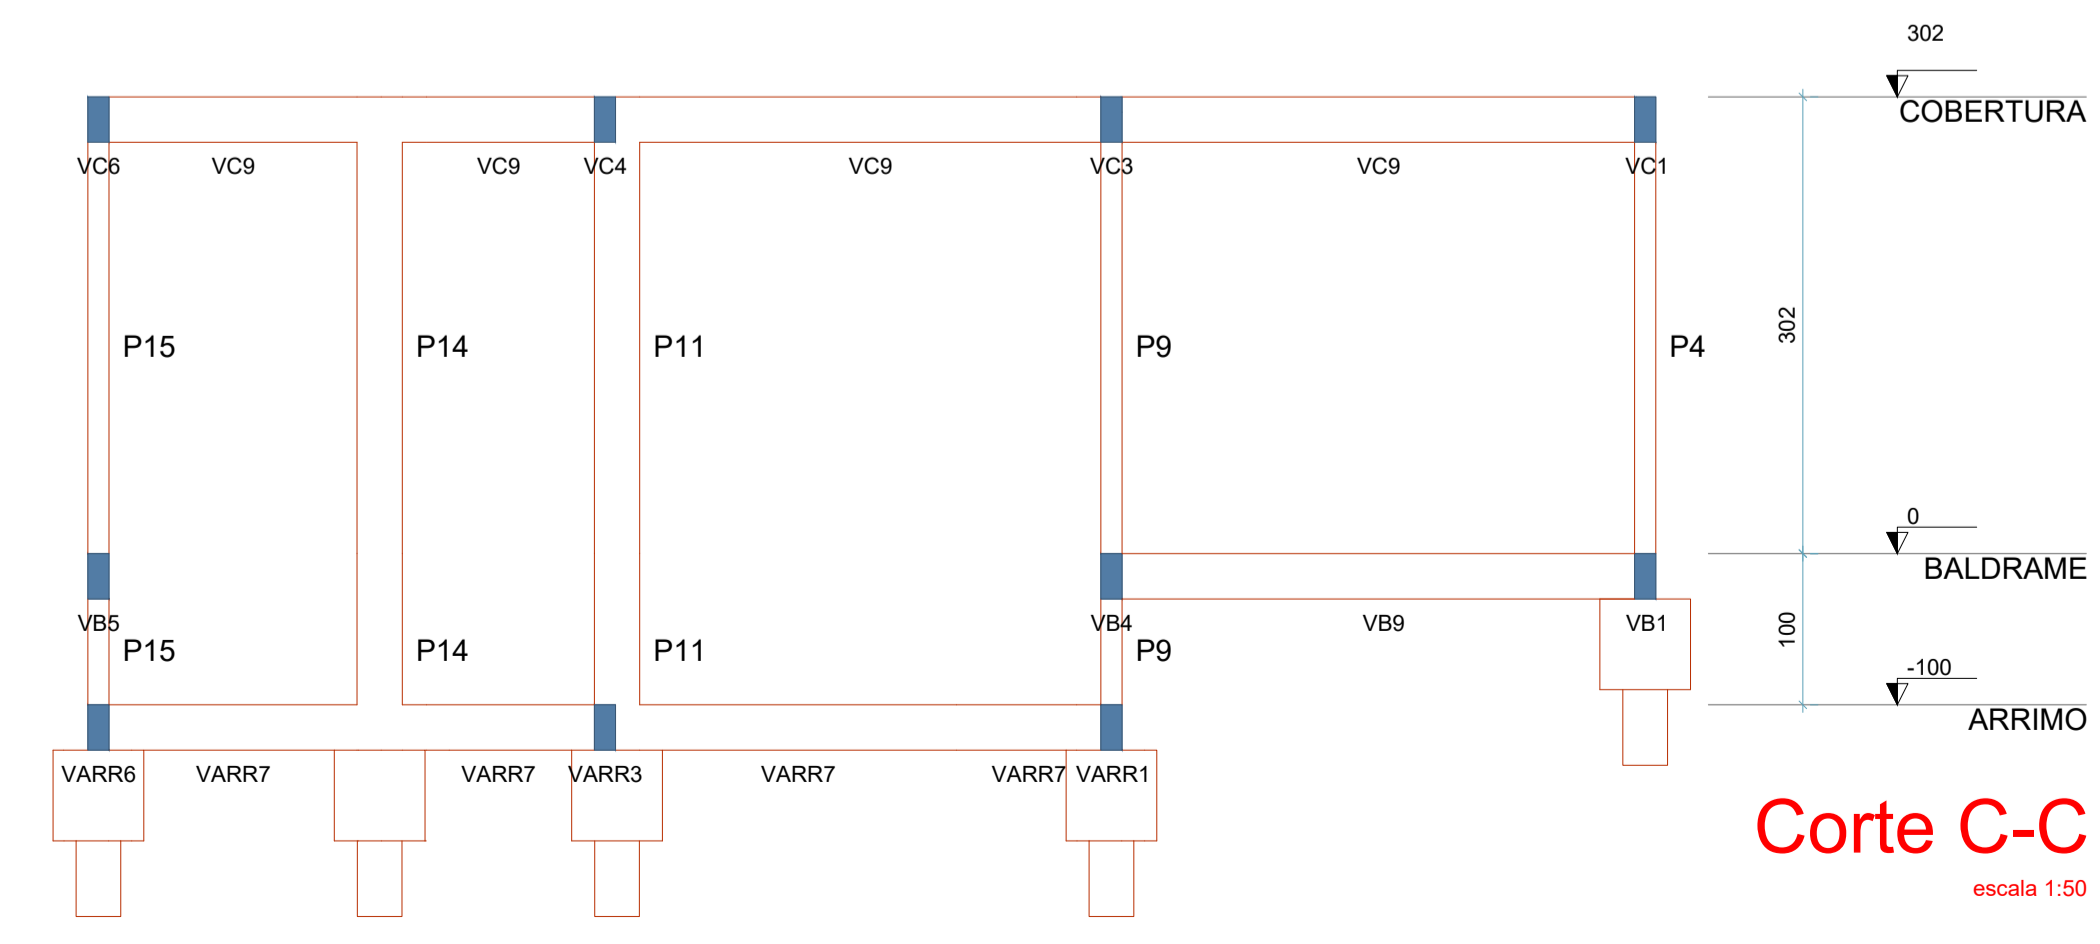 302
COBERTURA
VC6 VC9 VC9 VC4 VC9 VC3 VC9 VC1
302
P15 P14 P11 P9 P4
0
BALDRAME
VB5 VB4 VB9 VB1
100
P15 P14 P11 P9
-100
ARRIMO
VARR6 VARR7 VARR7 VARR3 VARR7 VARR7 VARR1
Corte C-C
escala 1:50